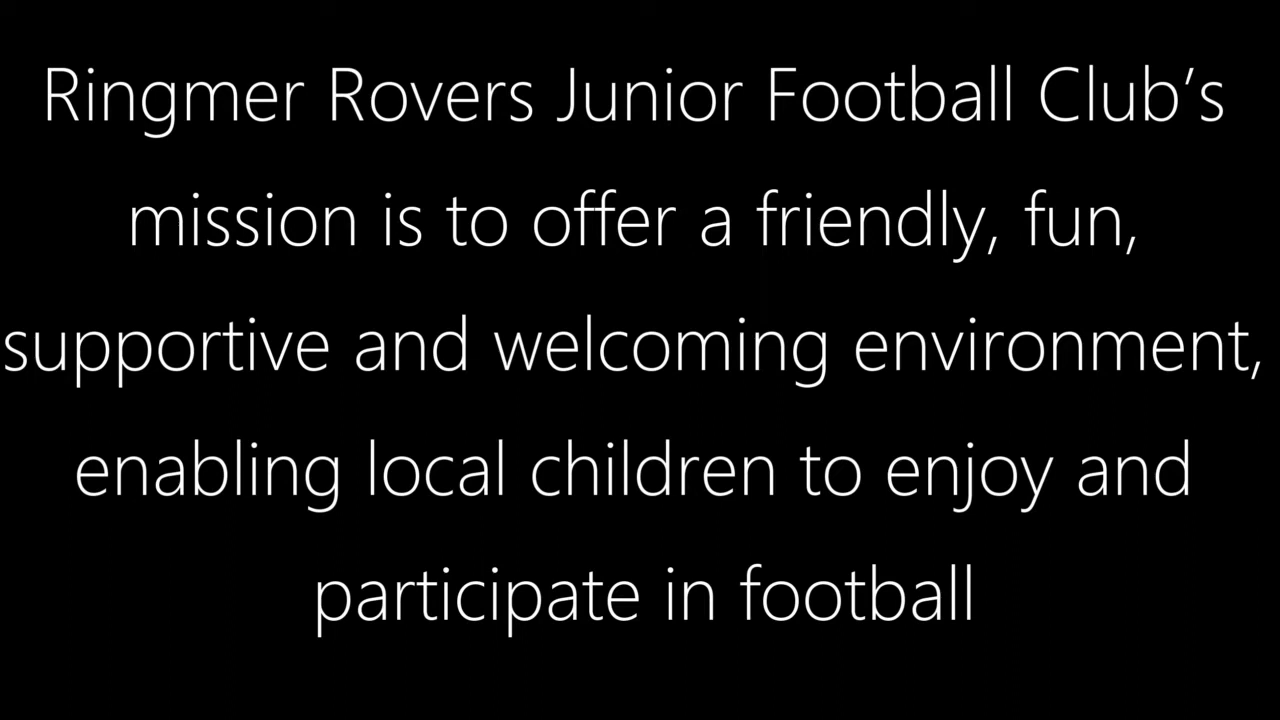 Ringmer Rovers Junior Football Club’s
mission is to offer a friendly, fun,
supportive and welcoming environment,
enabling local children to enjoy and
participate in football